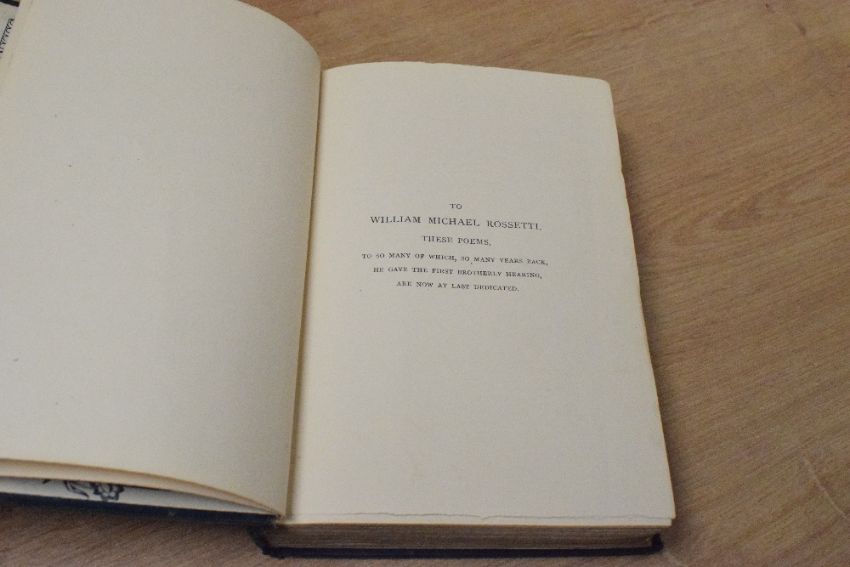 TO
WILLIAM MICHAEL ROSSETTI,
THESE POEMS,
TO SO MANY OF WHICH, SO MANY YEARS BACK,
HE GAVE THE FIRST BROTHERLY HEARING,
ARE NOW AT LAST DEDICATED.